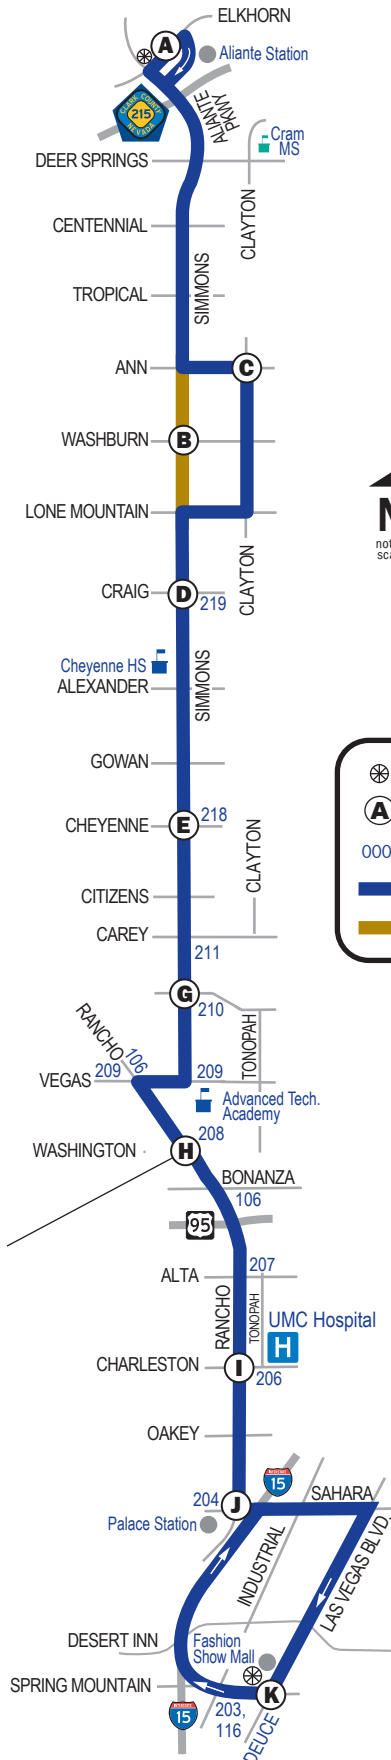 ELKHORN
A
Aliante Station
CLARK COUNTY
215
NEVADA
ALIANTE
PKWY
Cram
MS
DEER SPRINGS
CLAYTON
CENTENNIAL
SIMMONS
TROPICAL
ANN
C
WASHBURN
B
LONE MOUNTAIN
CLAYTON
CRAIG
D
219
Cheyenne HS
ALEXANDER
SIMMONS
GOWAN
A
000
CHEYENNE
E
218
CLAYTON
CITIZENS
CAREY
211
G
210
RANCHO
106
TONOPAH
VEGAS
209
209
Advanced Tech.
Academy
208
WASHINGTON
H
BONANZA
106
95
207
ALTA
RANCHO
TONOPAH
UMC Hospital
H
CHARLESTON
I
206
OAKEY
INTERSTATE
15
SAHARA
204
J
Palace Station
INDUSTRIAL
LAS VEGAS BLVD.
DESERT INN
Fashion
Show Mall
SPRING MOUNTAIN
K
INTERSTATE
15
203,
116
DEUCE